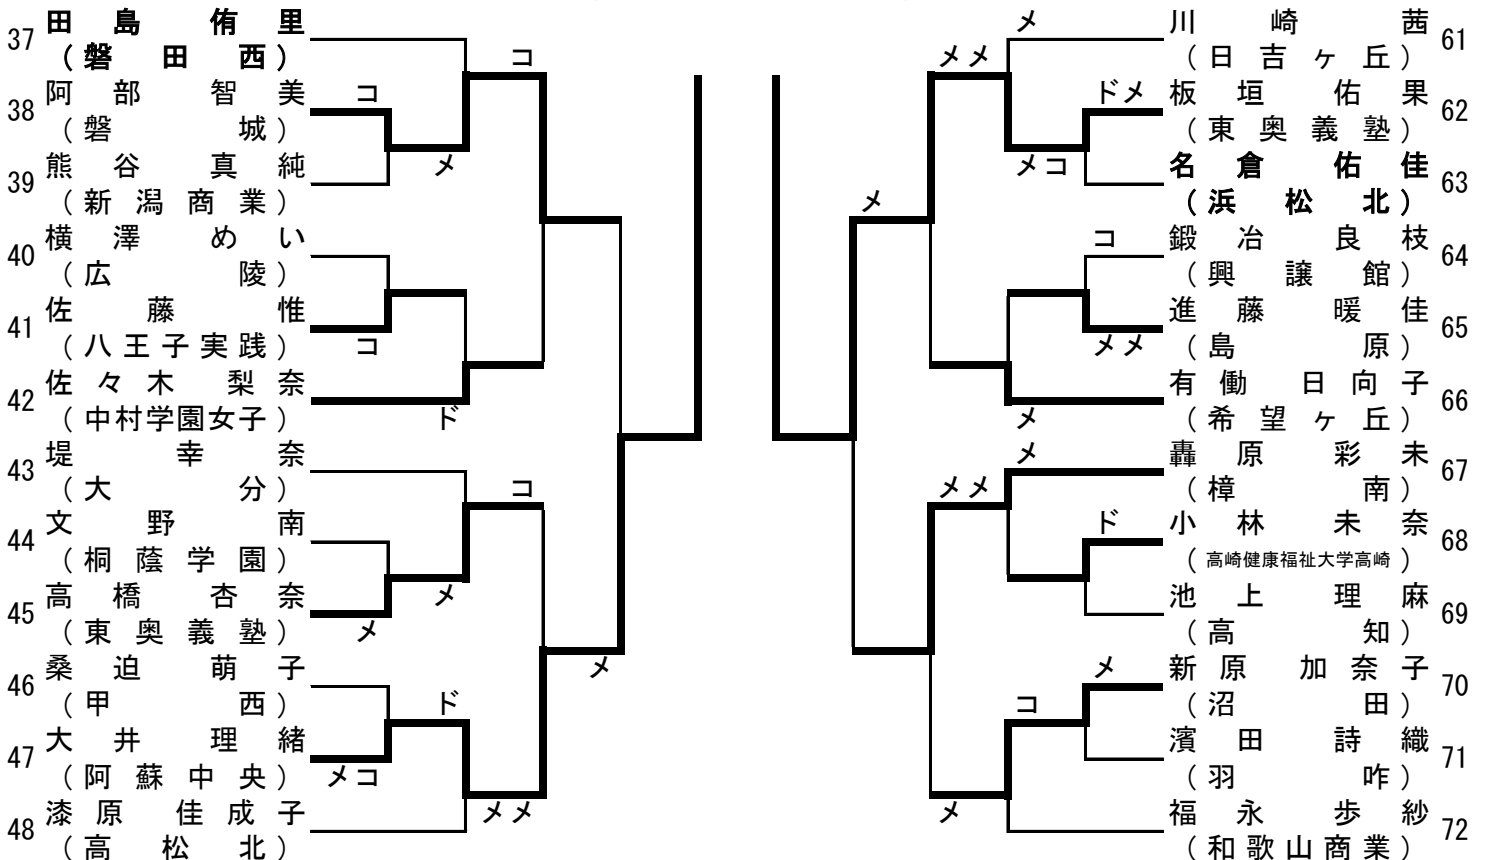 37 田島侑里
(磐田西)
コ
38 阿部智美
(磐城)
コ
39 熊谷真純
(新潟商業)
メ
40 横澤めい
(広陵)
41 佐藤惟
(八王子実践)
コ
42 佐々木梨奈
(中村学園女子)
ド
43 堤幸奈
(大分)
コ
44 文野南
(桐蔭学園)
45 高橋杏奈
(東奥義塾)
メ
メ
46 桑迫萌子
(甲西)
メ
ド
47 大井理緒
(阿蘇中央)
メコ
48 漆原佳成子
(高松北)
メメ
メ
川崎茜 61
(日吉ヶ丘)
メメ
ドメ
板垣佑果 62
(東奥義塾)
メコ
名倉佑佳 63
(浜松北)
メ
コ
鍛冶良枝 64
(興譲館)
進藤暖佳 65
(島原)
メメ
有働日向子 66
(希望ヶ丘)
メ
メ
轟原彩未 67
(樟南)
メメ
ド
小林未奈 68
(高崎健康福祉大学高崎)
池上理麻 69
(高知)
メ
新原加奈子 70
(沼田)
コ
濱田詩織 71
(羽咋)
福永歩紗 72
(和歌山商業)
メ